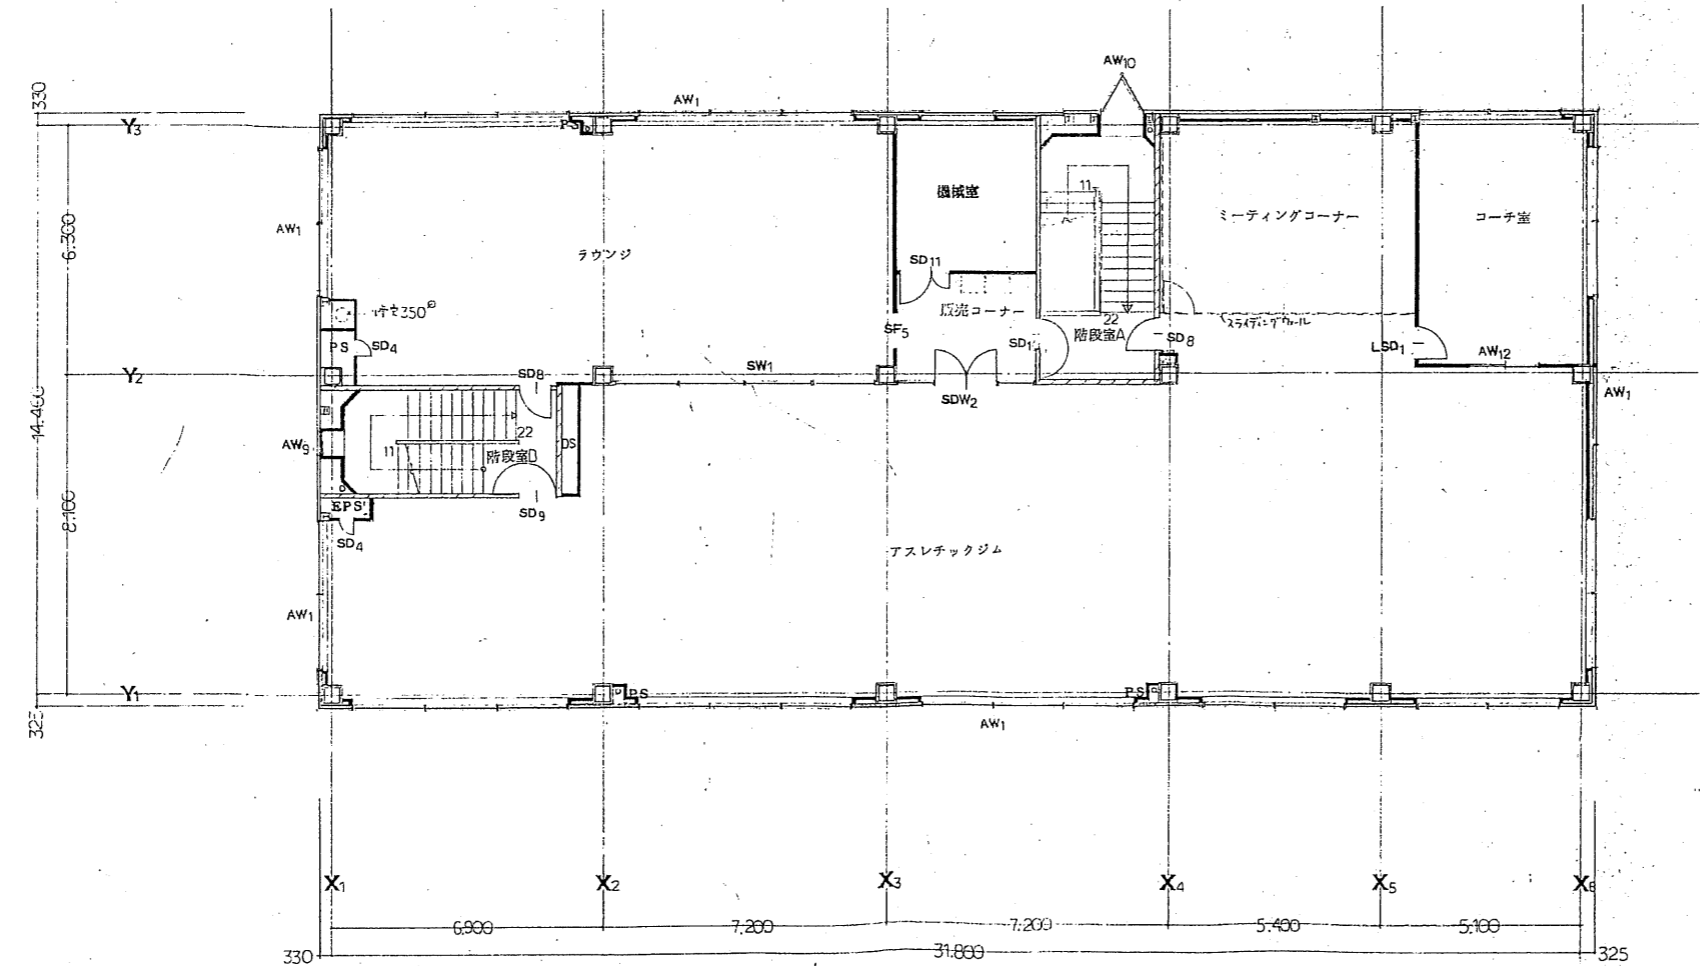 AW10
330
AW1
Y3
PS
機械室
11
ミーティングコーナー
コーチ室
AW1
6.300
ラウンジ
SD11
350
販売コーナー
SF5
22
階段室A
スライディングウォール
PS
SD4
SD1
SD8
LSD1
AW12
Y2
SD8
SW1
SDW2
AW1
14.400
22
DS
AW9
11
階段室B
8.100
EPS
SD9
SD4
アスレチックジム
AW1
Y1
PS
PS
325
AW1
X1
X2
X3
X4
X5
X6
6.900
7.200
7.200
5.400
5.100
330
31.800
325